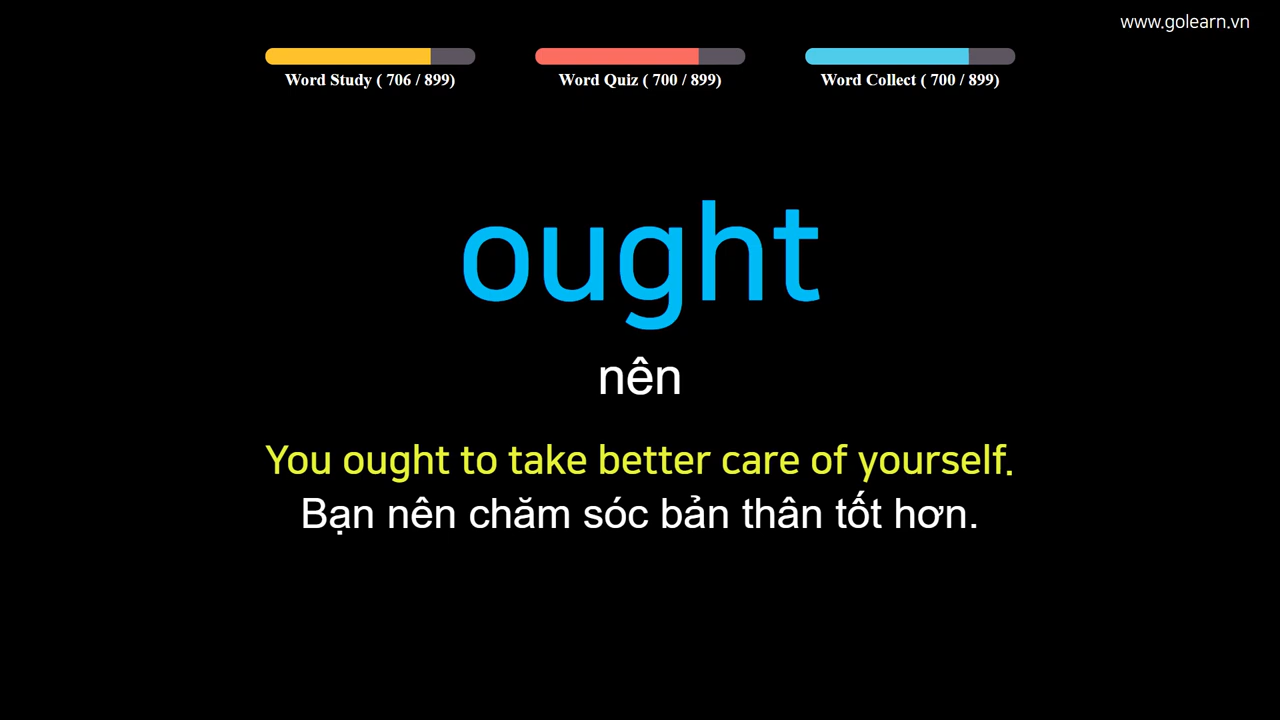 www.golearn.vn
Word Study ( 706 / 899)
Word Quiz ( 700 / 899)
Word Collect ( 700 / 899)
ought
nên
You ought to take better care of yourself.
Bạn nên chăm sóc bản thân tốt hơn.